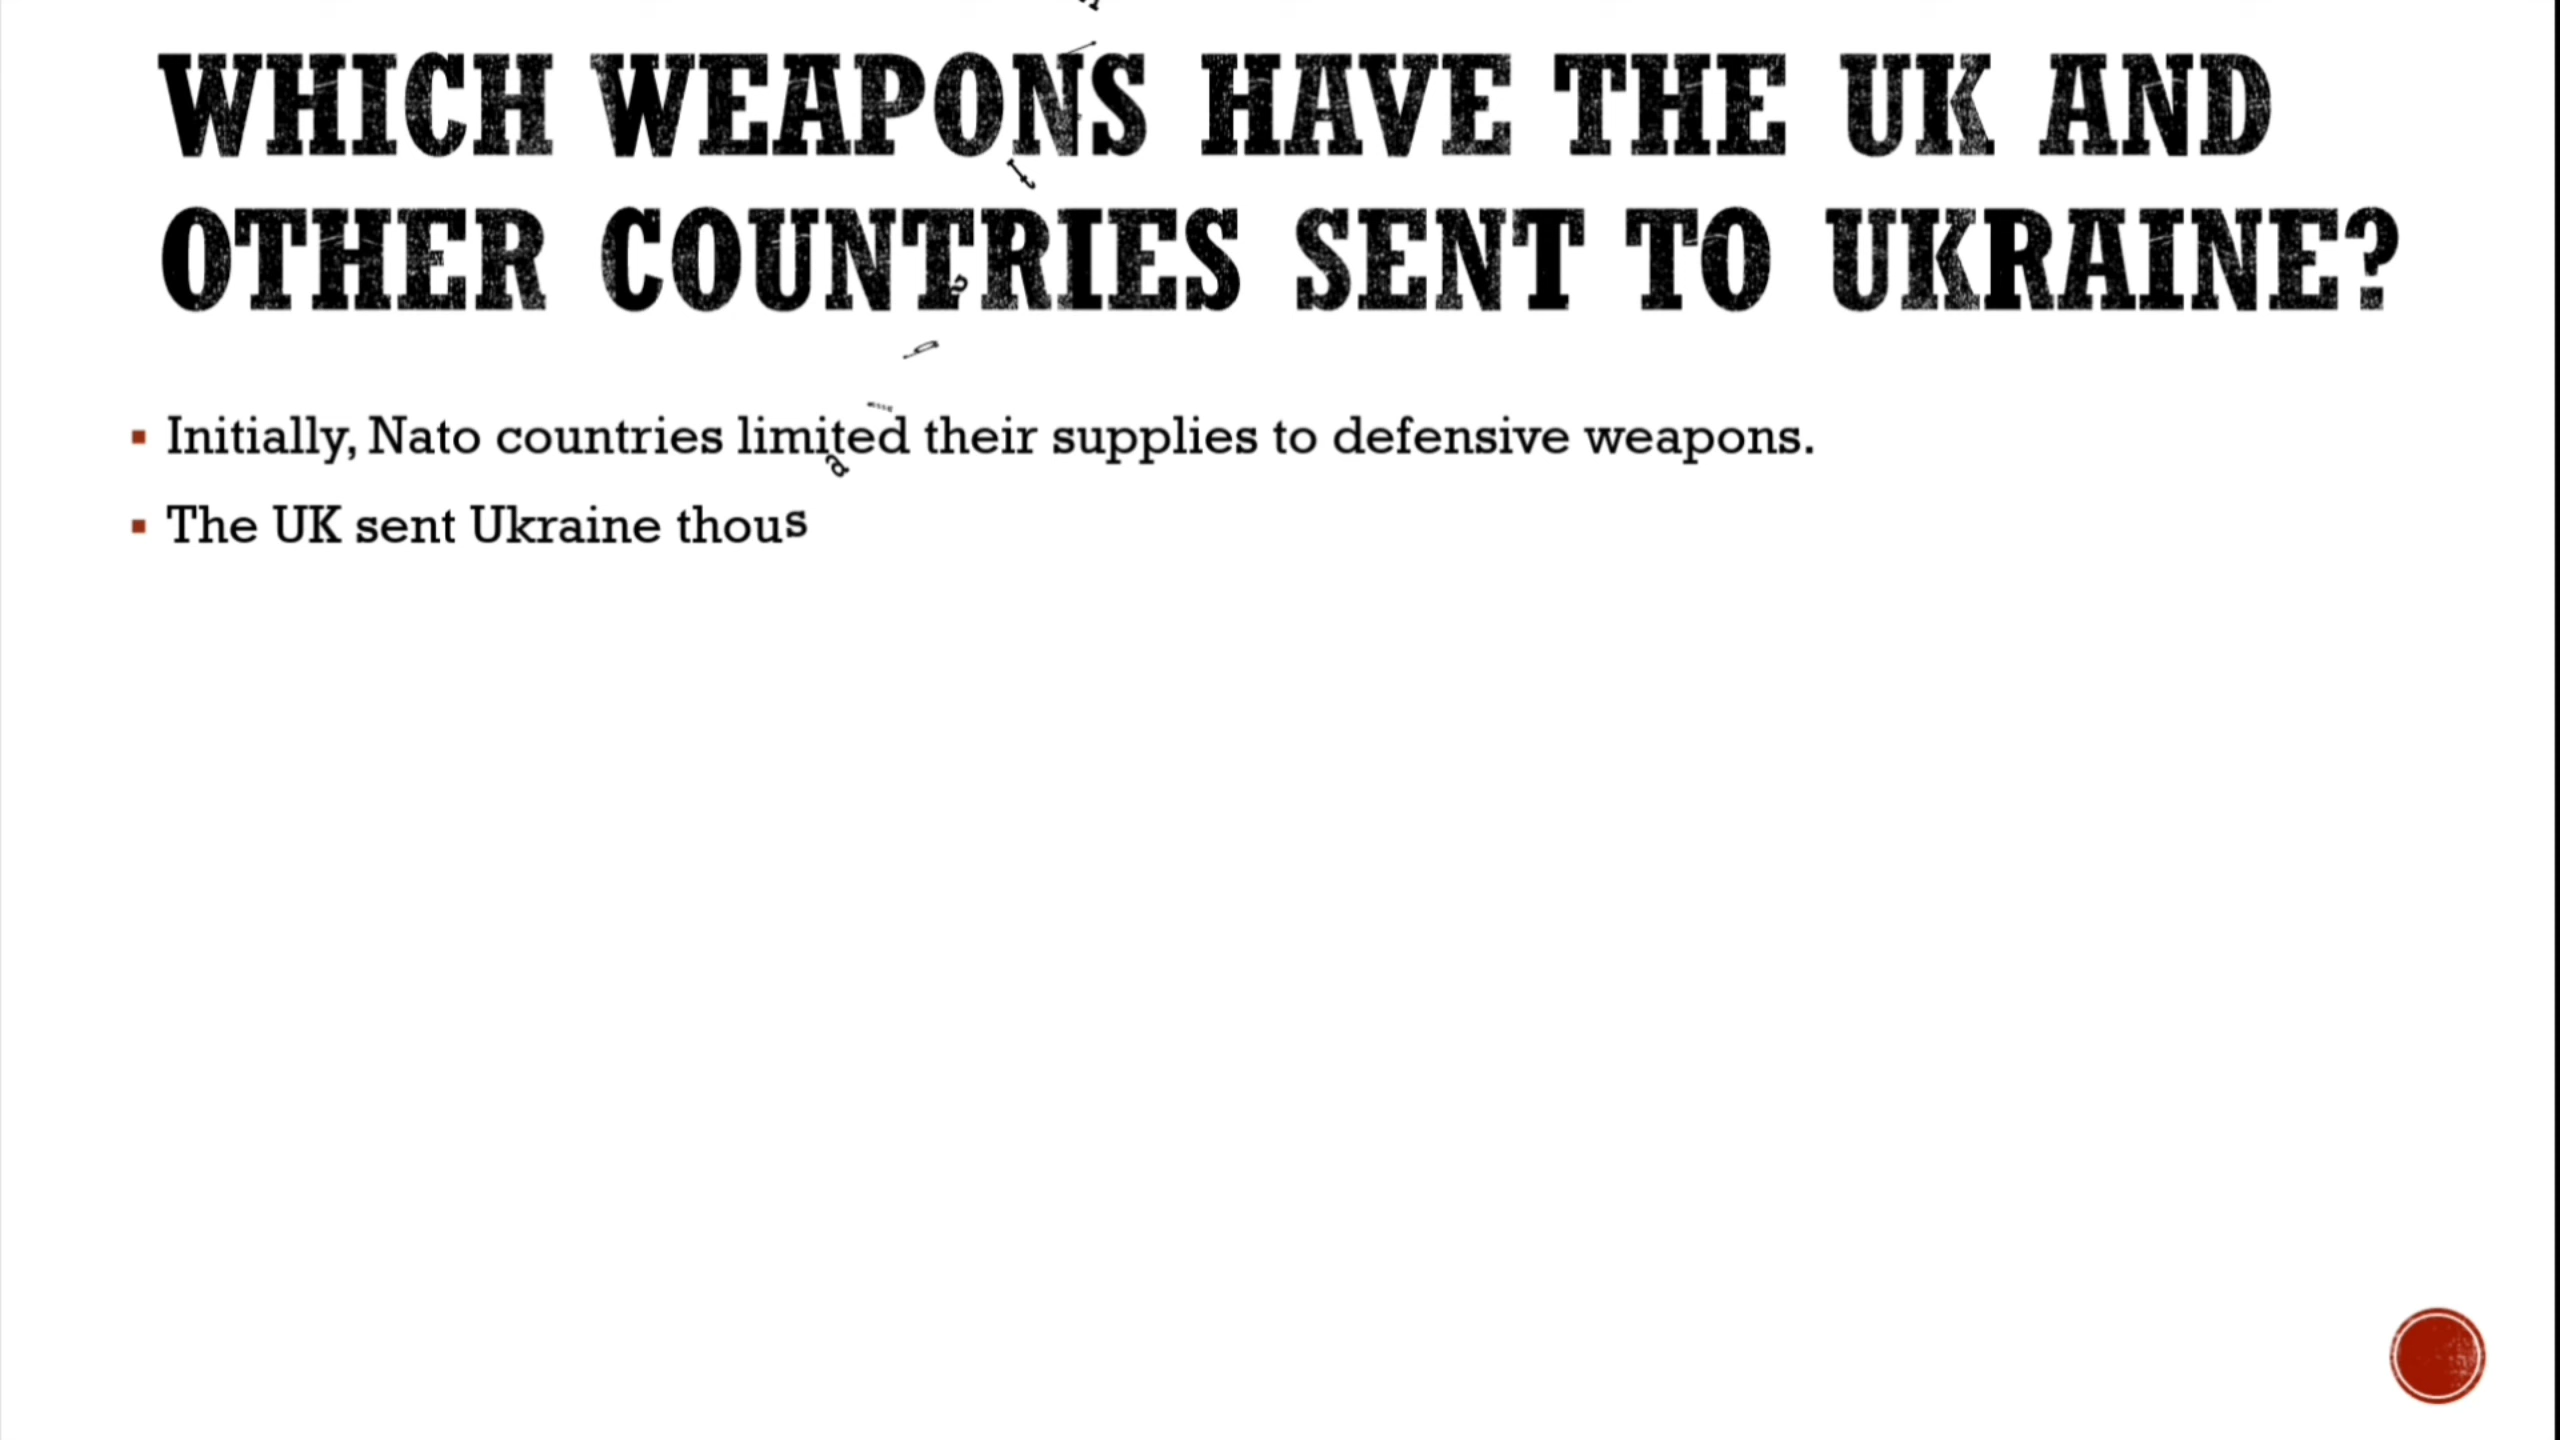 WHICH WEAPONS HAVE THE UK AND
OTHER COUNTRIES SENT TO UKRAINE?
Initially, Nato countries limited their supplies to defensive weapons.
The UK sent Ukraine thous